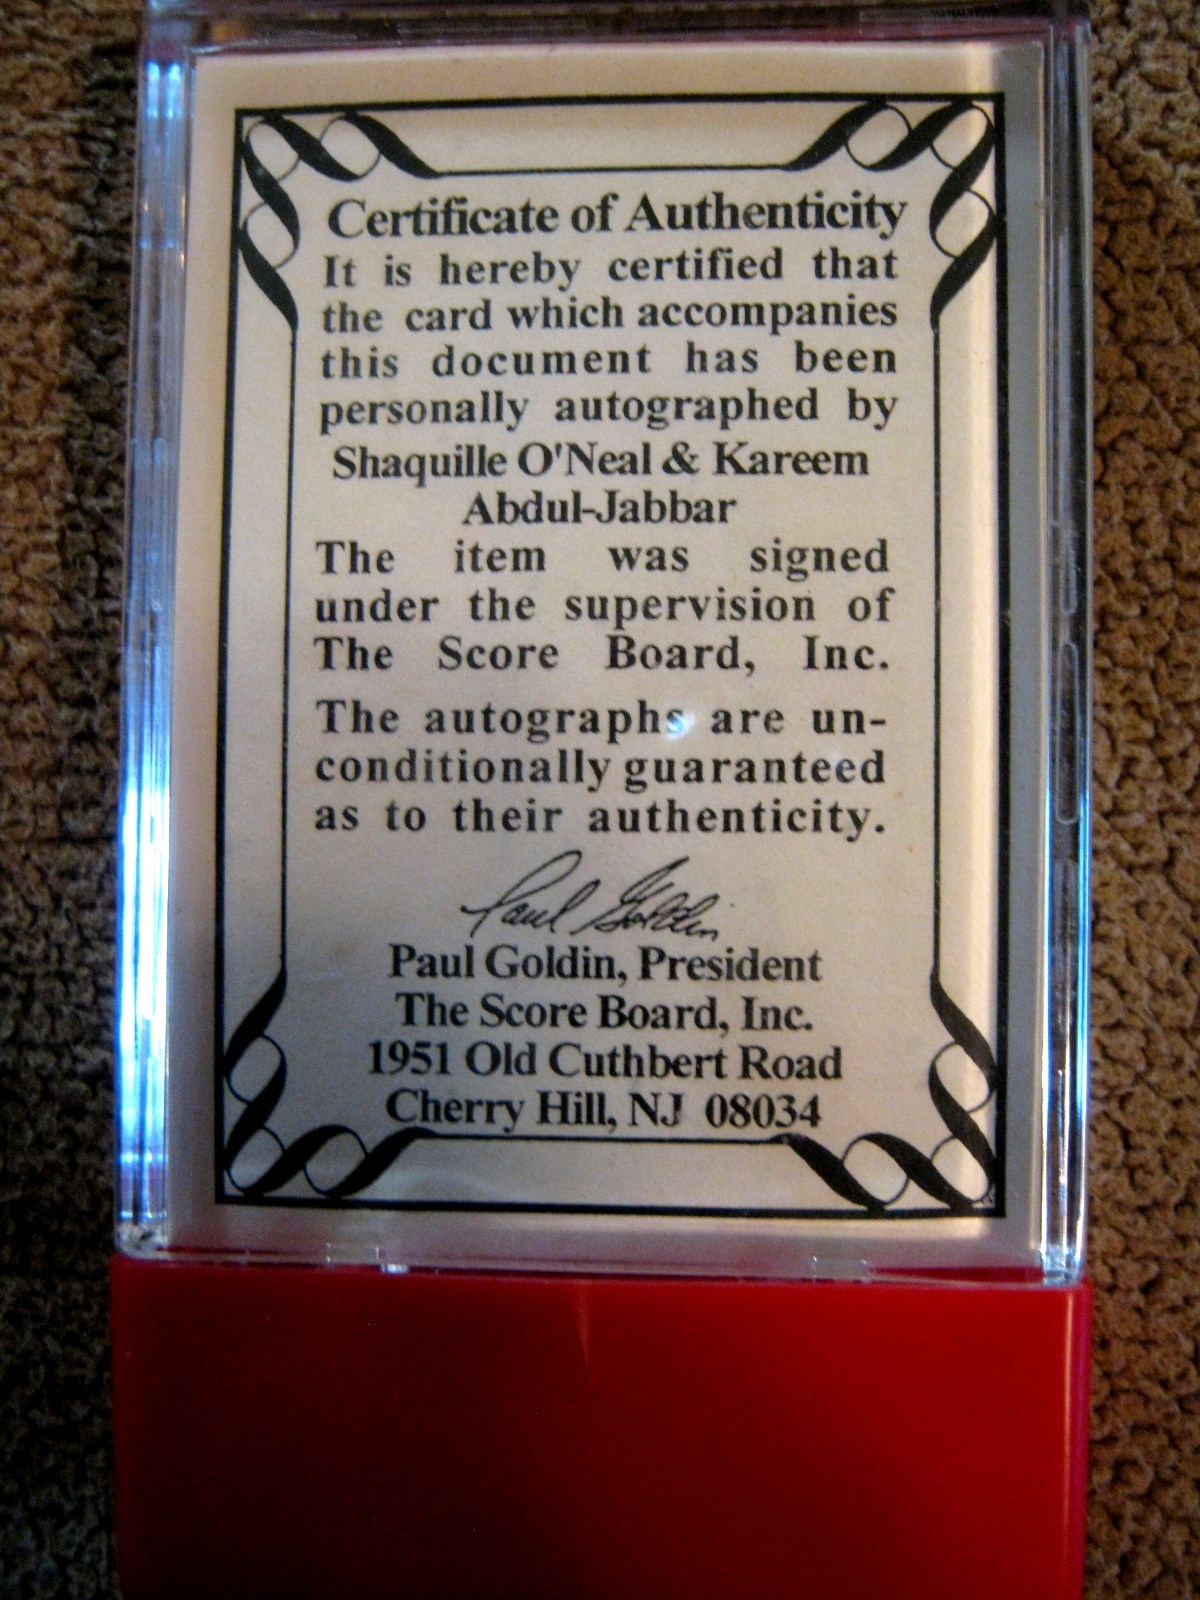 Certificate of Authenticity
It is hereby certified that
the card which accompanies
this document has been
personally autographed by
Shaquille O'Neal & Kareem
Abdul-Jabbar
The item was signed
under the supervision of
The Score Board, Inc.
The autographs are un-
conditionally guaranteed
as to their authenticity.
Paul Goldin
Paul Goldin, President
The Score Board, Inc.
1951 Old Cuthbert Road
Cherry Hill, NJ 08034